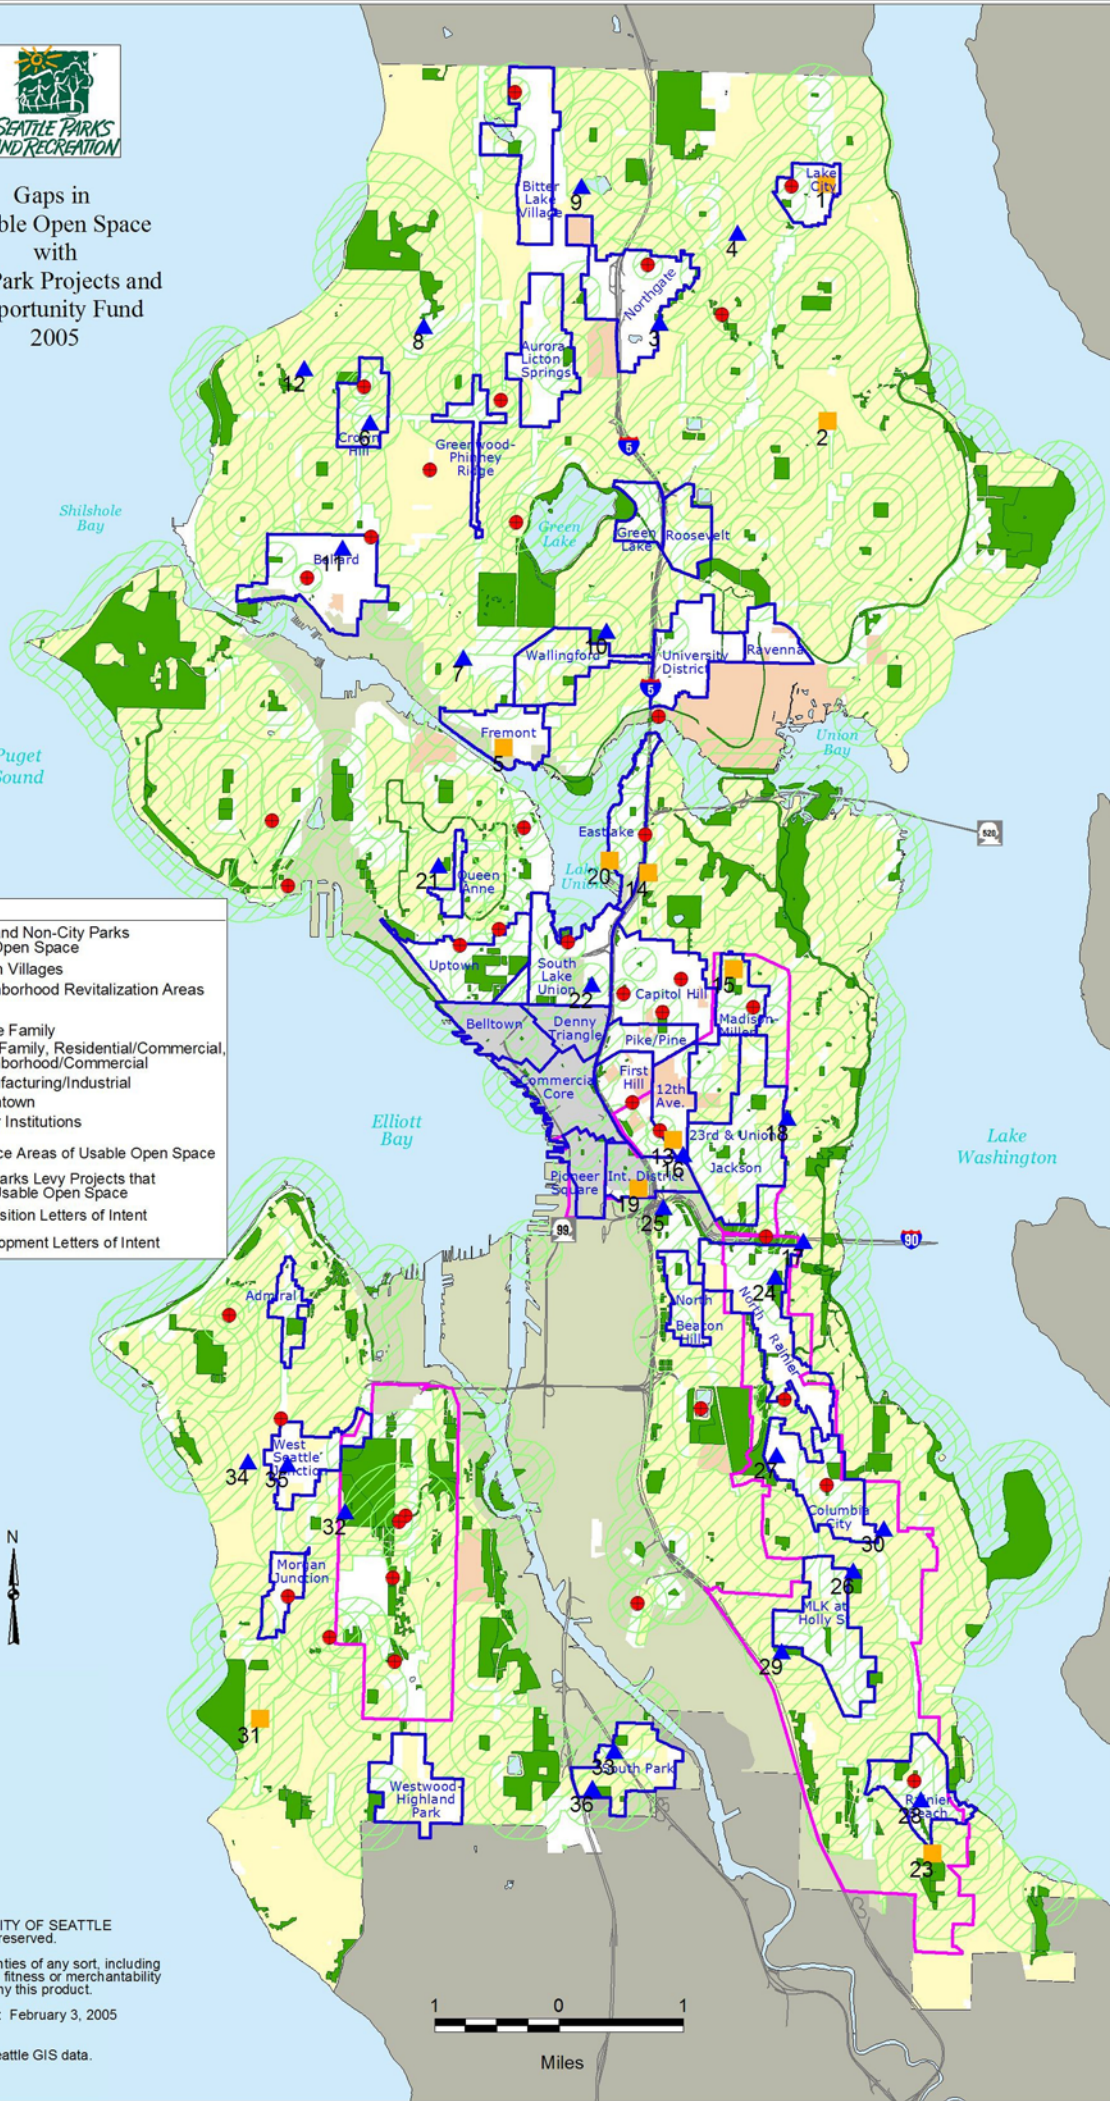 SEATTLE PARKS
AND RECREATION
Gaps in
ble Open Space
with
Park Projects and
portunity Fund
2005
Bitter
Lake
Village
9
Lake
City
1
4
Northgate
3
8
Aurora
Licton
Springs
12
6
Crown
Hill
Greenwood-
Phinney
Ridge
2
5
Shilshole
Bay
Green
Lake
Green
Lake
Roosevelt
Ballard
11
10
Wallingford
7
University
District
Ravenna
5
Fremont
5
Union
Bay
Puget
Sound
520
Eastlake
Lake
Union
20
14
21
Queen
Anne
Uptown
South
Lake
Union
22
Capitol Hill
15
Madison-
Miller
Belltown
Denny
Triangle
Pike/Pine
Commercial
Core
First
Hill
12th
Ave.
23rd & Union
Jackson
18
13
16
Elliott
Bay
Lake
Washington
Pioneer
Square
Int. District
19
25
99
90
17
24
and Non-City Parks
Open Space
n Villages
hborhood Revitalization Areas
e Family
Family, Residential/Commercial,
hborhood/Commercial
ufacturing/Industrial
ntown
r Institutions
ce Areas of Usable Open Space
arks Levy Projects that
Usable Open Space
isition Letters of Intent
opment Letters of Intent
Admiral
North
Beacon
Hill
North
Rainier
West
Seattle
Junction
34
35
32
27
Columbia
City
30
N
Morgan
Junction
26
MLK at
Holly S
29
31
33
South Park
36
Westwood-
Highland
Park
Rainier
Beach
28
23
ITY OF SEATTLE
reserved.
nties of any sort, including
fitness or merchantability
ny this product.
: February 3, 2005
eattle GIS data.
1 0 1
Miles